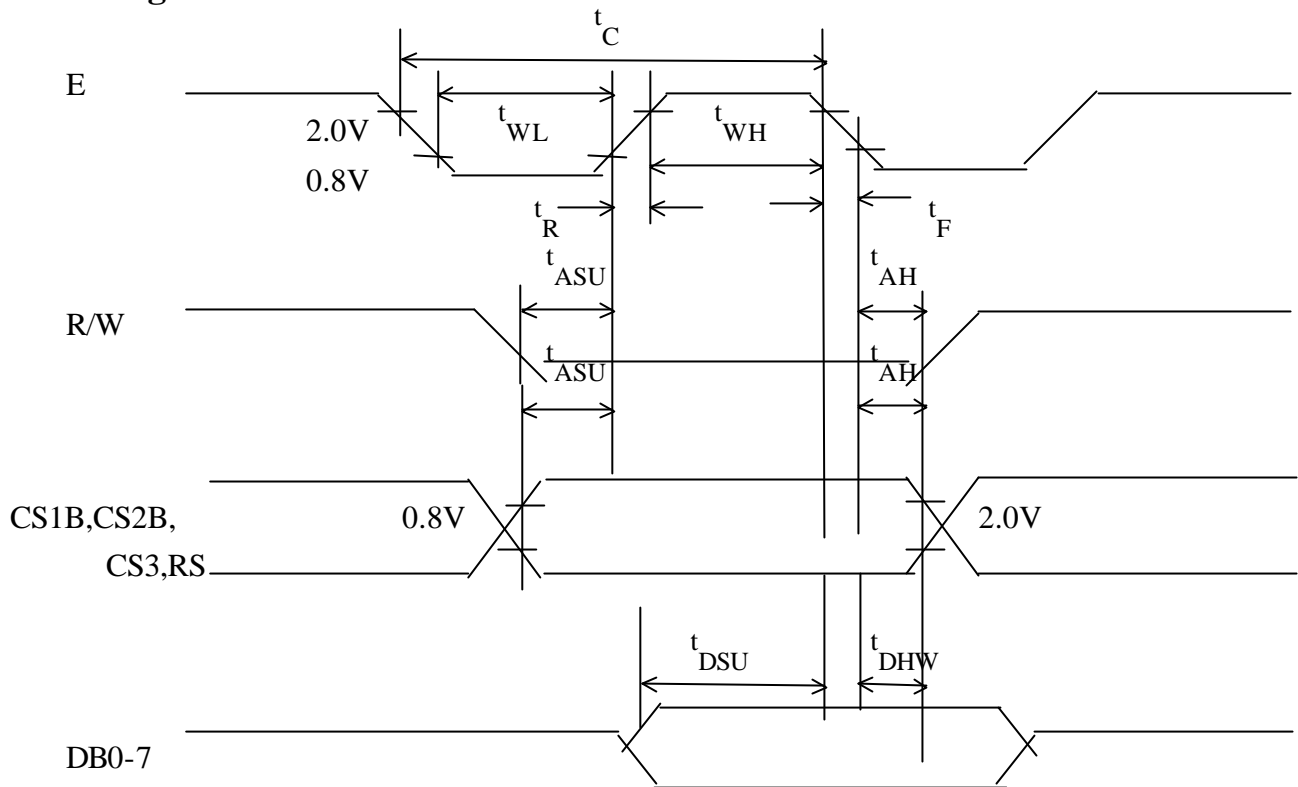 g
tC
E
tWL
tWH
2.0V
0.8V
tR
tF
tASU
tAH
R/W
tASU
tAH
CS1B,CS2B,
0.8V
2.0V
CS3,RS
tDSU
tDHW
DB0-7